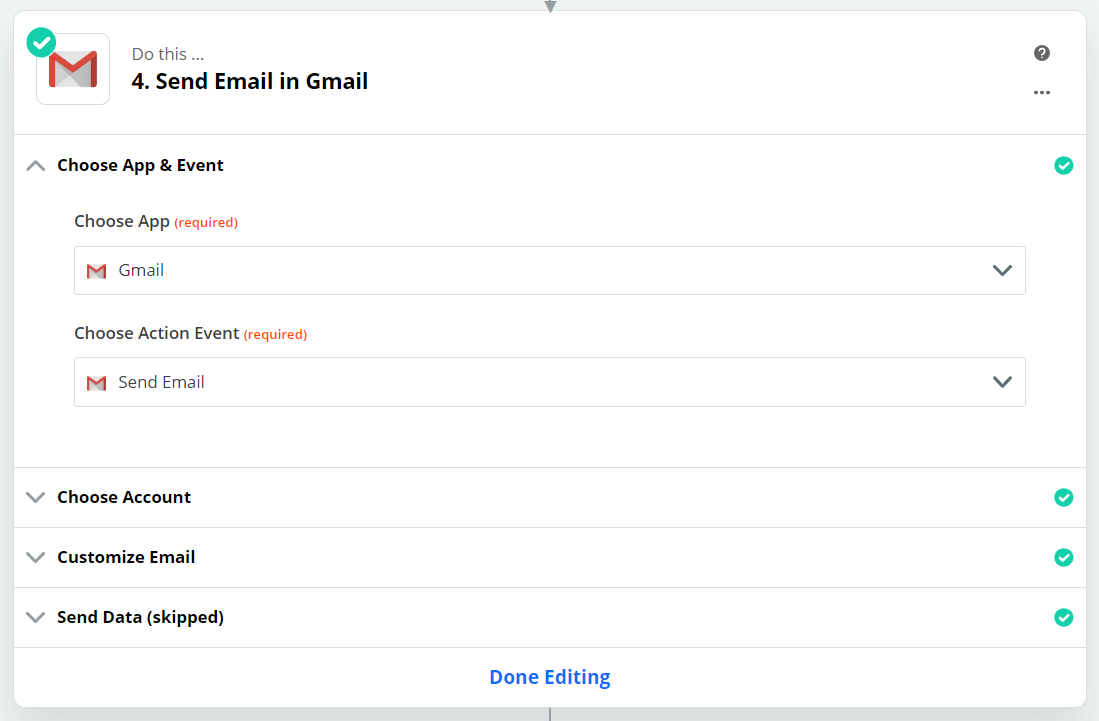 Do this ...
4. Send Email in Gmail
Choose App & Event
Choose App (required)
Gmail
Choose Action Event (required)
Send Email
Choose Account
Customize Email
Send Data (skipped)
Done Editing